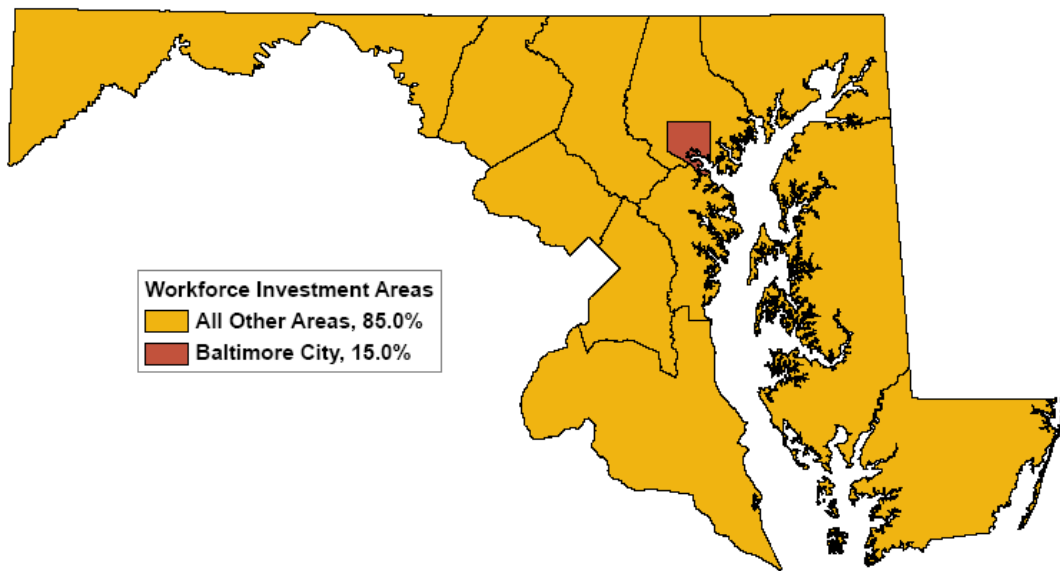 Workforce Investment Areas
All Other Areas, 85.0%
Baltimore City, 15.0%